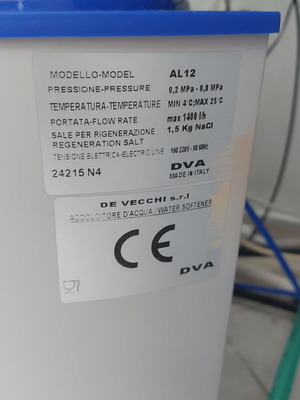 MODELLO-MODEL AL12
PRESSIONE-PRESSURE 0,2 MPa - 0,8 MPa
TEMPERATURA-TEMPERATURE MIN 4°C;MAX 25°C
PORTATA-FLOW RATE max 1400 l/h
SALE PER RIGENERAZIONE
REGENERATION SALT 1,5 Kg NaCl
TENSIONE ELETTRICA-ELECTRIC LINE 100 230V - 50 60Hz
DVA
24215 N4 MADE IN ITALY
DE VECCHI s.r.l
ADDOLCITORE D'ACQUA / WATER SOFTENER
CE
DVA